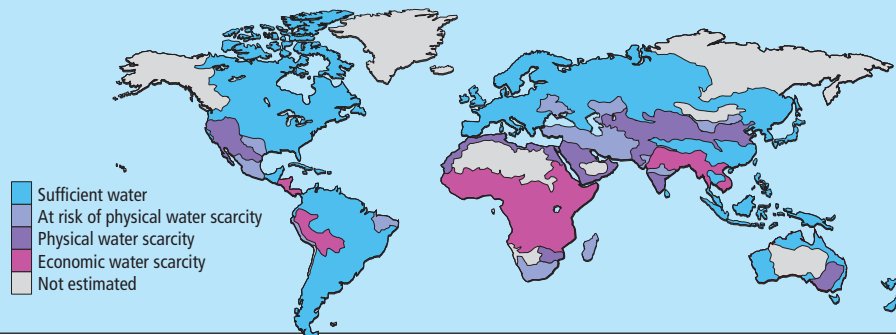 Sufficient water
At risk of physical water scarcity
Physical water scarcity
Economic water scarcity
Not estimated